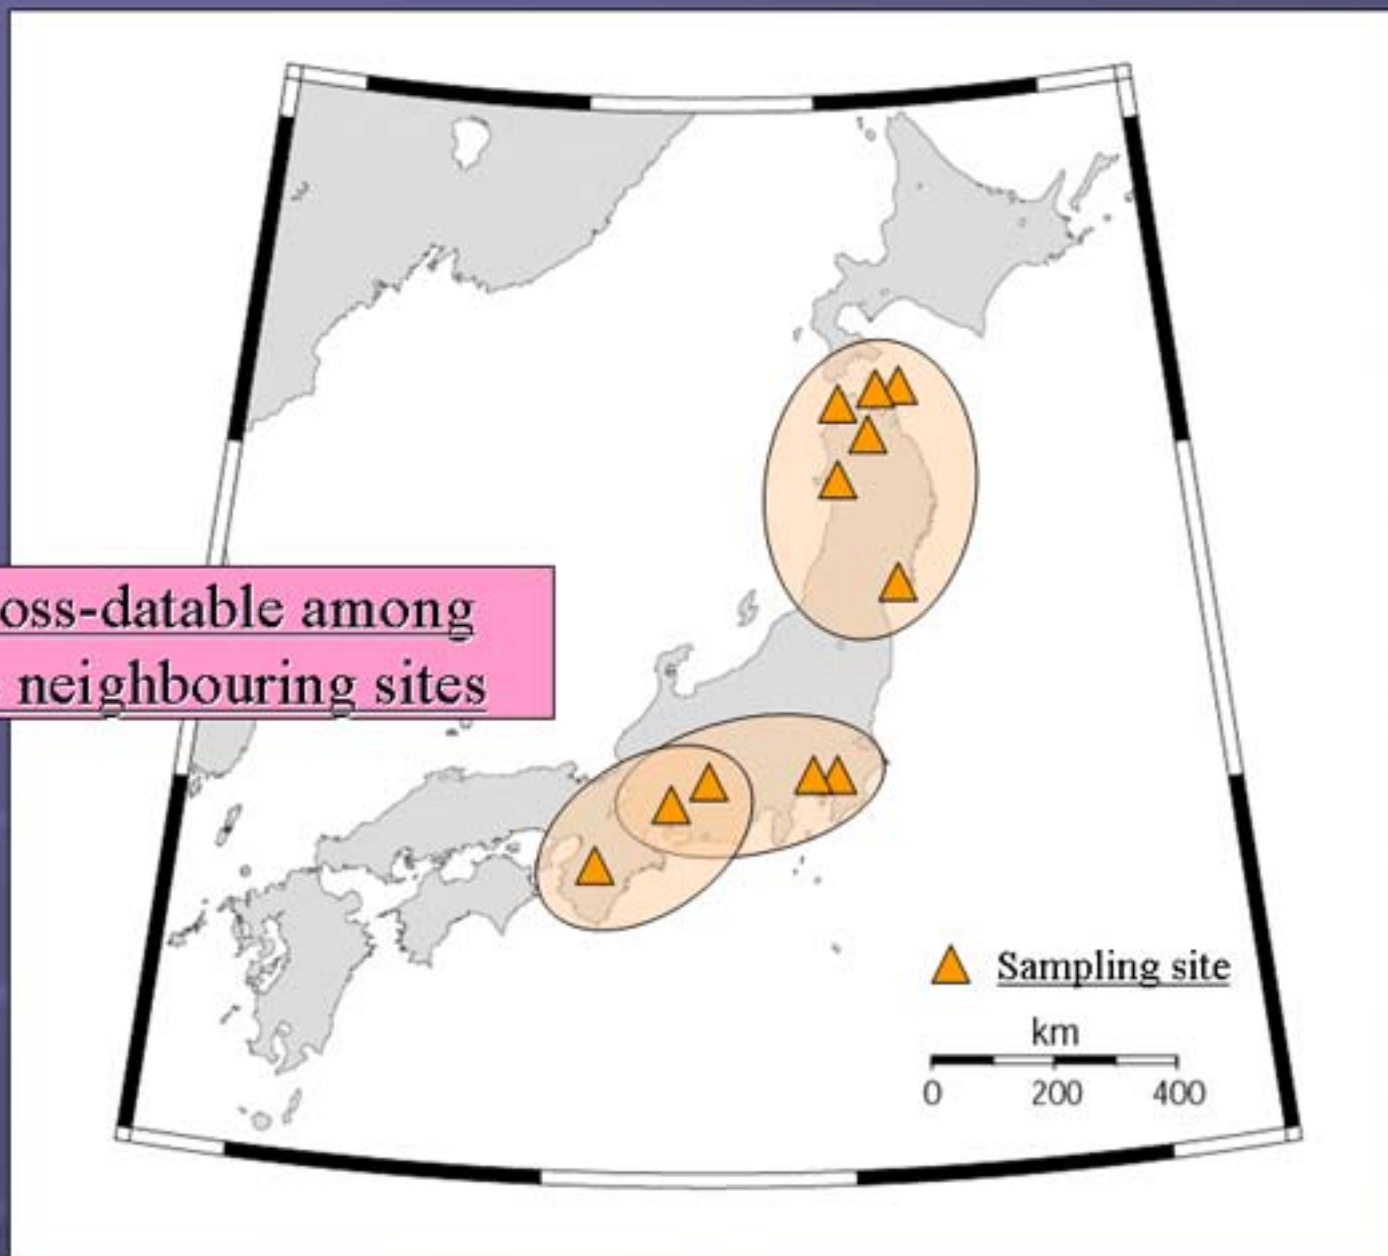 oss-datable among
neighbouring sites
Sampling site
km
0 200 400